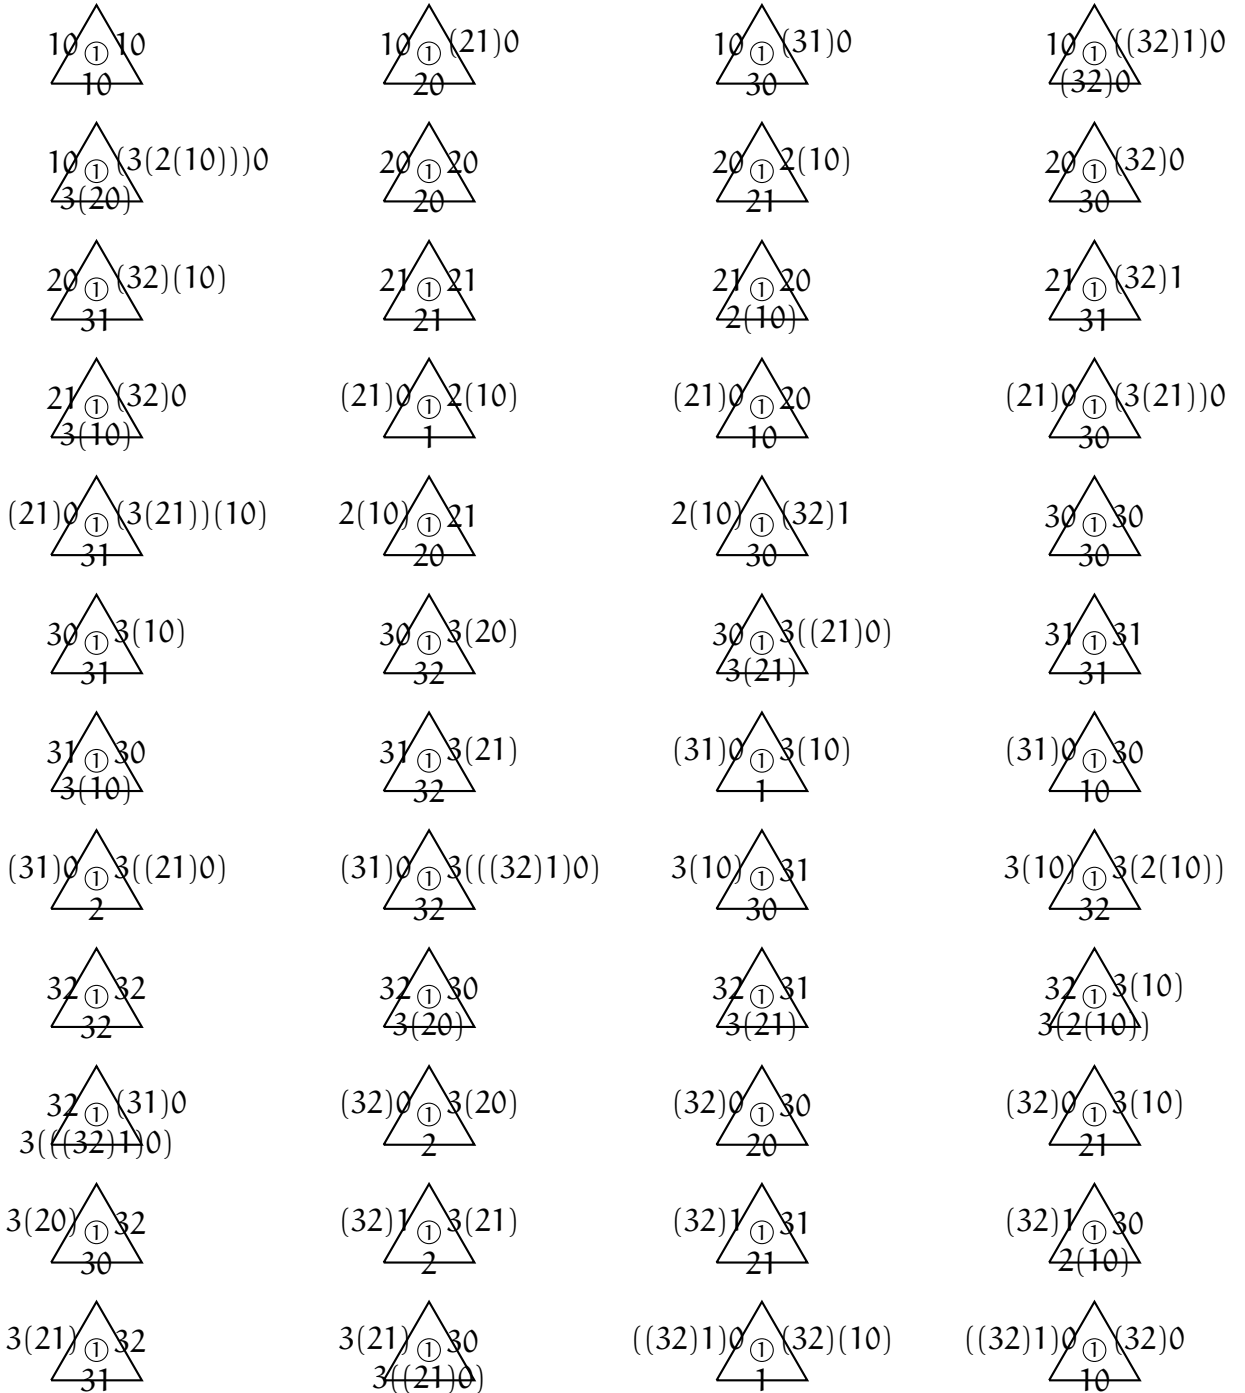 10 ① 10 10 ① (21)0 10 ① (31)0 10 ① ((32)1)0
10 20 30 (32)0
10 ① (3(2(10)))0 20 ① 20 20 ① 2(10) 20 ① (32)0
3(20) 20 21 30
20 ① (32)(10) 21 ① 21 21 ① 20 21 ① (32)1
31 21 2(10) 31
21 ① (32)0 (21)0 ① 2(10) (21)0 ① 20 (21)0 ① (3(21))0
3(10) 1 10 30
(21)0 ① (3(21))(10) 2(10) ① 21 2(10) ① (32)1 30 ① 30
31 20 30 30
30 ① 3(10) 30 ① 3(20) 30 ① 3((21)0) 31 ① 31
31 32 3(21) 31
31 ① 30 31 ① 3(21) (31)0 ① 3(10) (31)0 ① 30
3(10) 32 1 10
(31)0 ① 3((21)0) (31)0 ① 3(((32)1)0) 3(10) ① 31 3(10) ① 3(2(10))
2 32 30 32
32 ① 32 32 ① 30 32 ① 31 32 ① 3(10)
32 3(20) 3(21) 3(2(10))
32 ① (31)0 (32)0 ① 3(20) (32)0 ① 30 (32)0 ① 3(10)
3(((32)1)0) 2 20 21
3(20) ① 32 (32)1 ① 3(21) (32)1 ① 31 (32)1 ① 30
30 2 21 2(10)
3(21) ① 32 3(21) ① 30 ((32)1)0 ① (32)(10) ((32)1)0 ① (32)0
31 3((21)0) 1 10